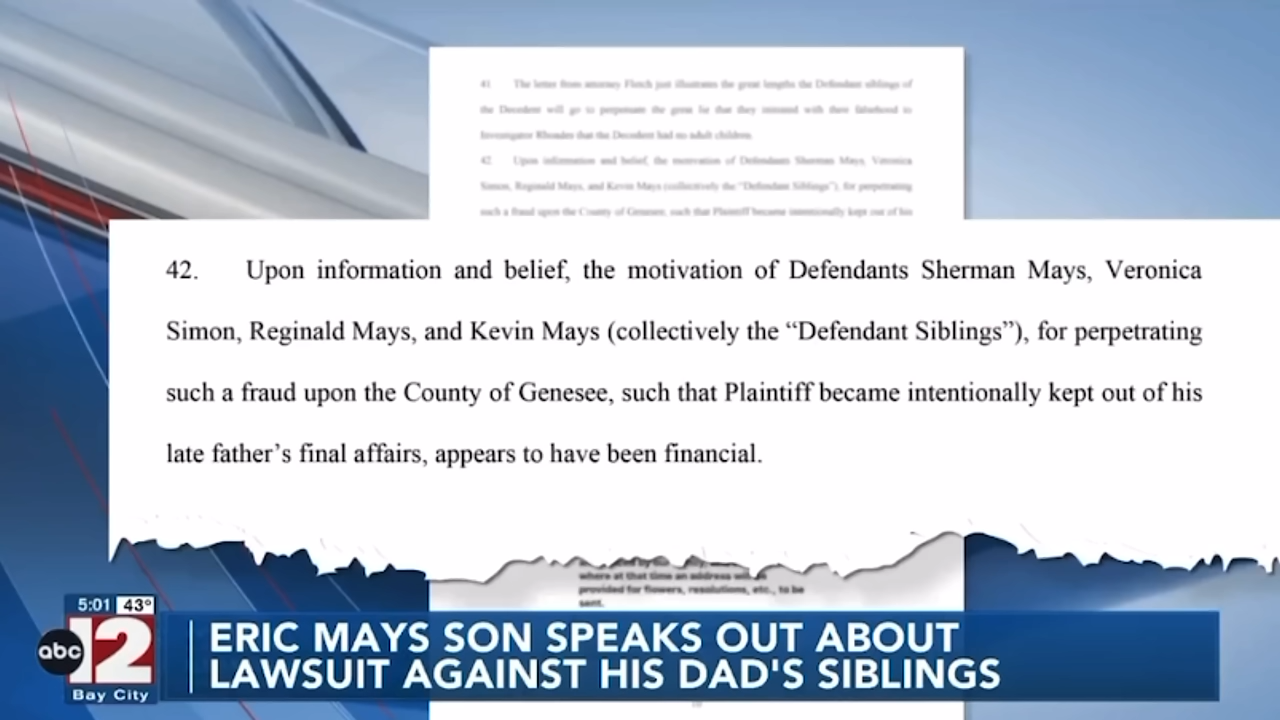 41. The letter from attorney Fletch just illustrates the great lengths the Defendant siblings of
the Decedent will go to perpetuate the great lie that they initiated with their falsehood to
Investigator Rhoades that the Decedent had no adult children.
42. Upon information and belief, the motivation of Defendants Sherman Mays, Veronica
Simon, Reginald Mays, and Kevin Mays (collectively the “Defendant Siblings”), for perpetrating
such a fraud upon the County of Genesee, such that Plaintiff became intentionally kept out of his
42. Upon information and belief, the motivation of Defendants Sherman Mays, Veronica
Simon, Reginald Mays, and Kevin Mays (collectively the “Defendant Siblings”), for perpetrating
such a fraud upon the County of Genesee, such that Plaintiff became intentionally kept out of his
late father’s final affairs, appears to have been financial.
where at that time an address
provided for flowers, resolutions, etc., to be
sent.
5:01 43°
abc 12
Bay City
ERIC MAYS SON SPEAKS OUT ABOUT
LAWSUIT AGAINST HIS DAD'S SIBLINGS